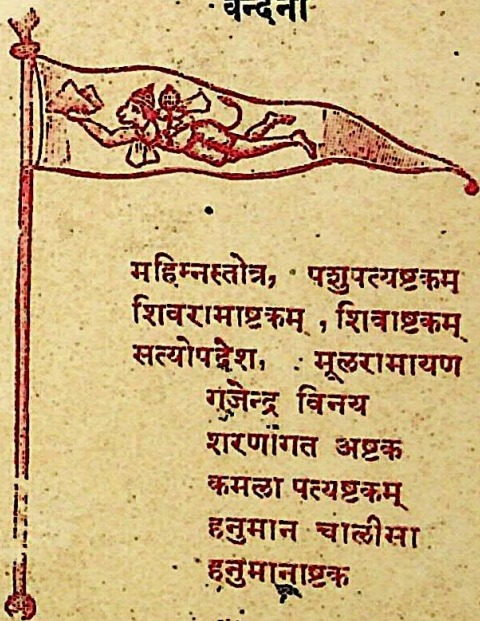 वन्दना
महिम्नस्तोत्र, पशुपत्यष्टकम्
शिवरामाष्टकम्, शिवाष्टकम्
सत्योपद्वेश, मूलरामायण
गजेन्द्र विनय
शरणागत अष्टक
कमला पत्यष्टकम्
हनुमान चालीसा
हनुमानाष्टक